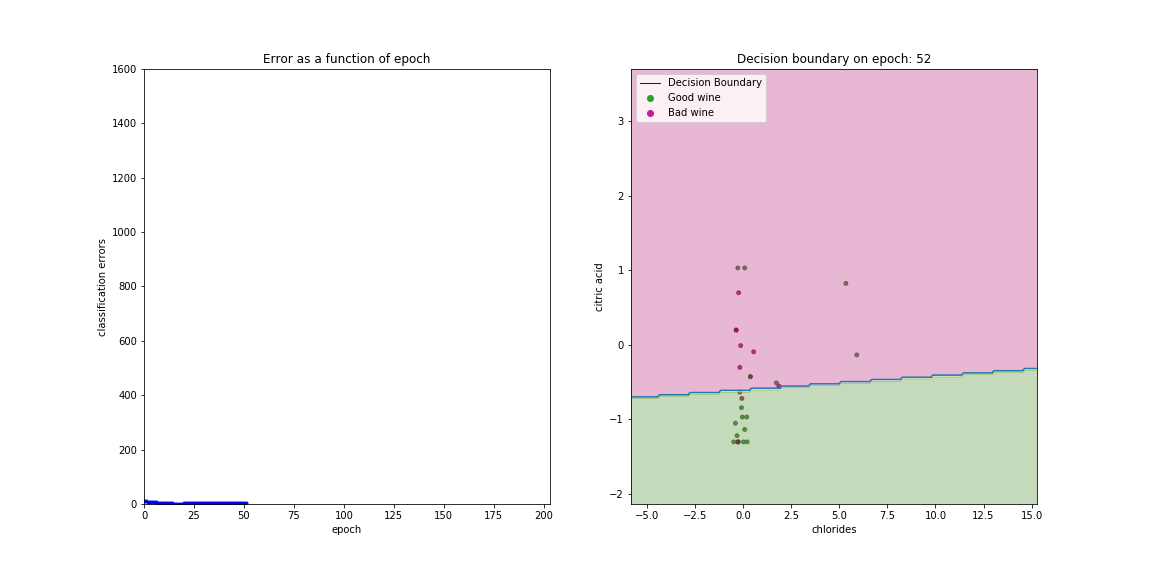 Error as a function of epoch
1600
1400
1200
1000
800
600
400
200
0
classification errors
0 25 50 75 100 125 150 175 200
epoch
Decision boundary on epoch: 52
Decision Boundary
Good wine
Bad wine
3
2
1
0
−1
−2
citric acid
−5.0 −2.5 0.0 2.5 5.0 7.5 10.0 12.5 15.0
chlorides